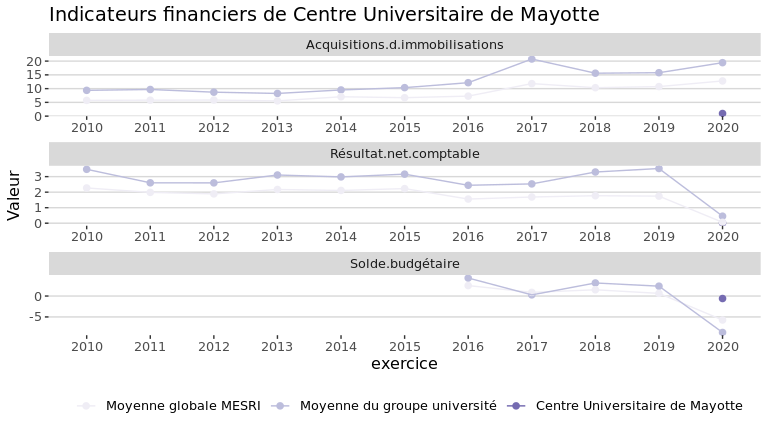 Indicateurs financiers de Centre Universitaire de Mayotte
Acquisitions.d.immobilisations
20
15
10
5
0
2010 2011 2012 2013 2014 2015 2016 2017 2018 2019 2020
Résultat.net.comptable
3
2
1
0
2010 2011 2012 2013 2014 2015 2016 2017 2018 2019 2020
Solde.budgétaire
0
-5
2010 2011 2012 2013 2014 2015 2016 2017 2018 2019 2020
Valeur
exercice
Moyenne globale MESRI Moyenne du groupe université Centre Universitaire de Mayotte